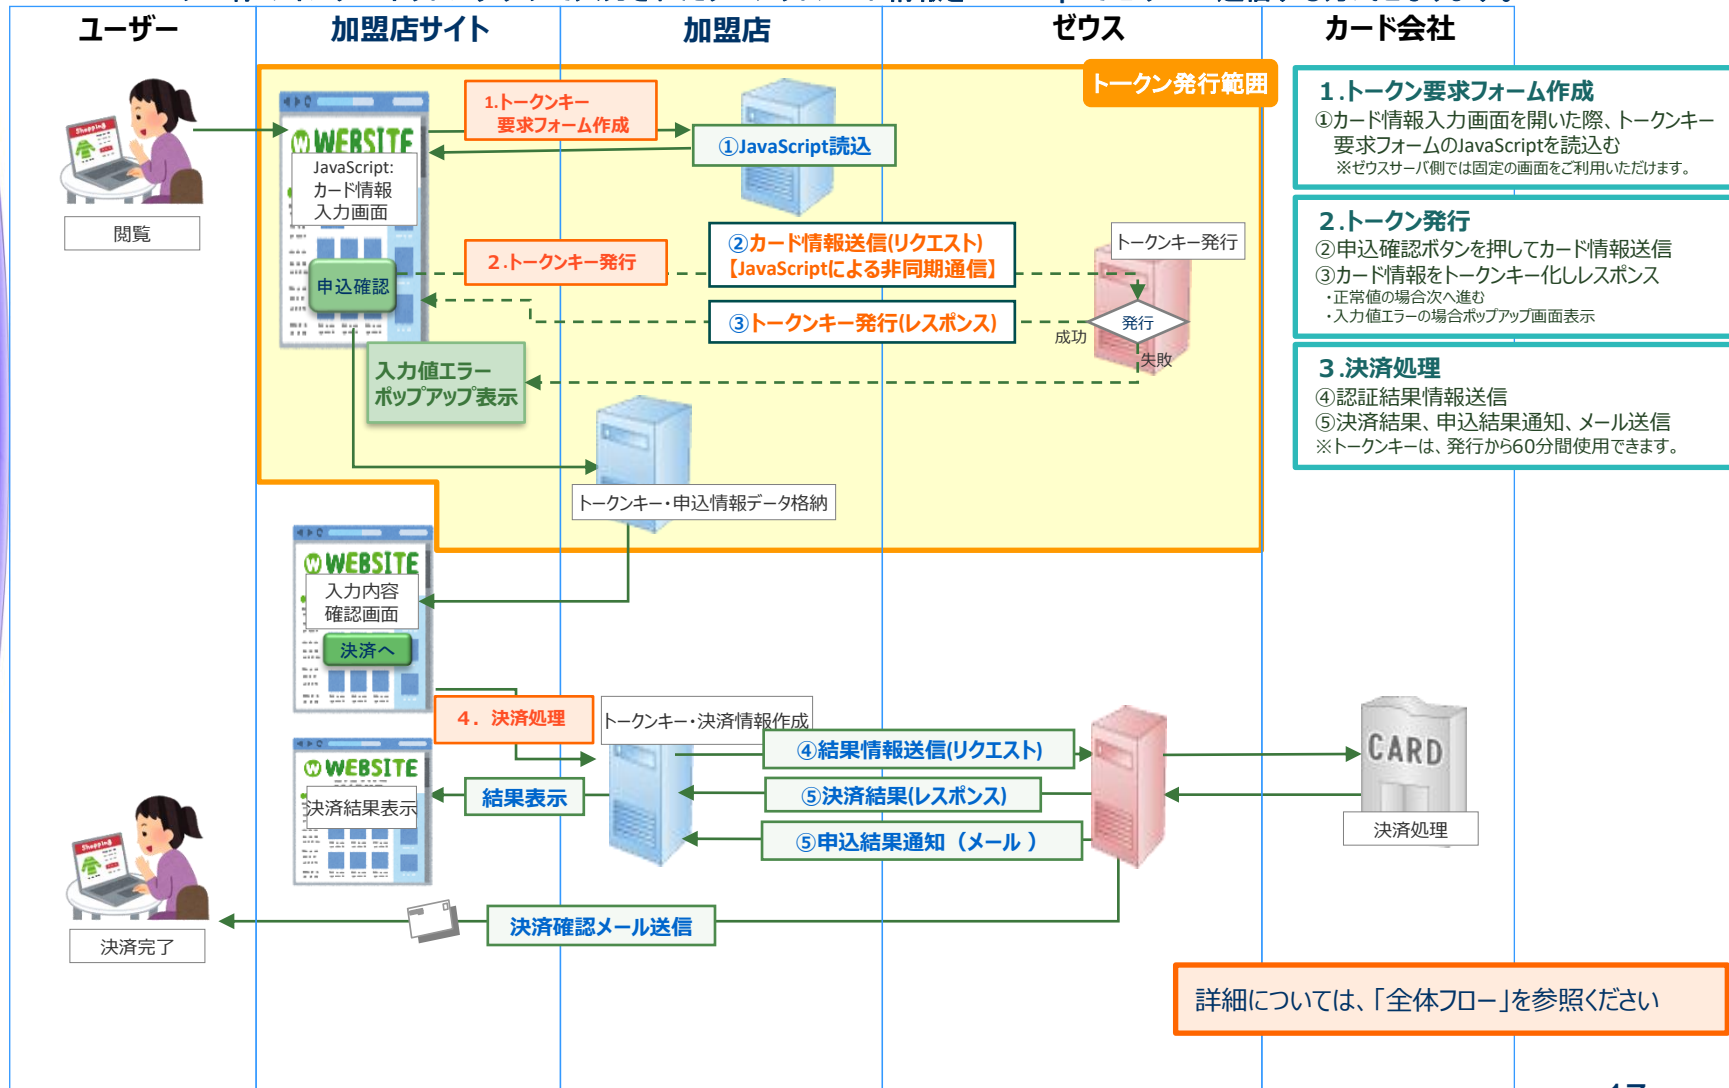 ユーザー
加盟店サイト
加盟店
ゼウス
カード会社
トークン発行範囲
1.トークンキー
要求フォーム作成
WEBSITE
JavaScript:
カード情報
入力画面
①JavaScript読込
閲覧
2.トークンキー発行
②カード情報送信(リクエスト)
【JavaScriptによる非同期通信】
トークンキー発行
申込確認
③トークンキー発行(レスポンス)
発行
成功
失敗
入力値エラー
ポップアップ表示
トークンキー・申込情報データ格納
WEBSITE
入力内容
確認画面
決済へ
4. 決済処理
トークンキー・決済情報作成
④結果情報送信(リクエスト)
CARD
WEBSITE
決済結果表示
結果表示
⑤決済結果(レスポンス)
⑤申込結果通知（メール ）
決済処理
Shopping
決済確認メール送信
決済完了
1.トークン要求フォーム作成
①カード情報入力画面を開いた際、トークンキー
要求フォームのJavaScriptを読込む
※ゼウスサーバ側では固定の画面をご利用いただけます。
2.トークン発行
②申込確認ボタンを押してカード情報送信
③カード情報をトークンキー化しレスポンス
・正常値の場合次へ進む
・入力値エラーの場合ポップアップ画面表示
3.決済処理
④認証結果情報送信
⑤決済結果、申込結果通知、メール送信
※トークンキーは、発行から60分間使用できます。
詳細については、「全体フロー」を参照ください